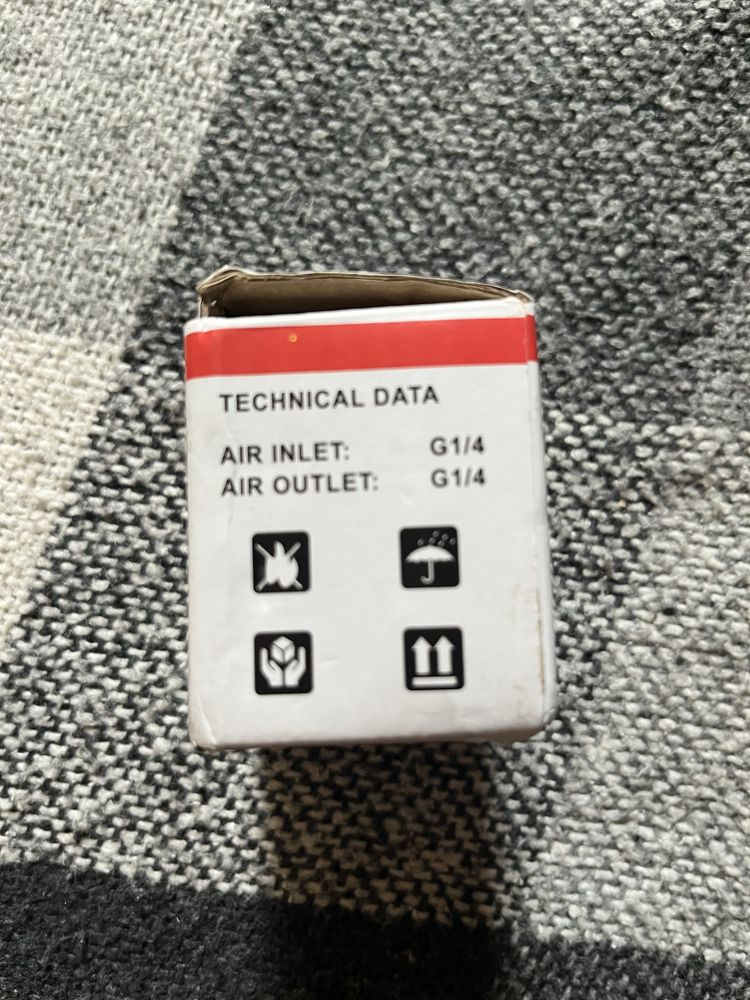 TECHNICAL DATA
AIR INLET: G1/4
AIR OUTLET: G1/4